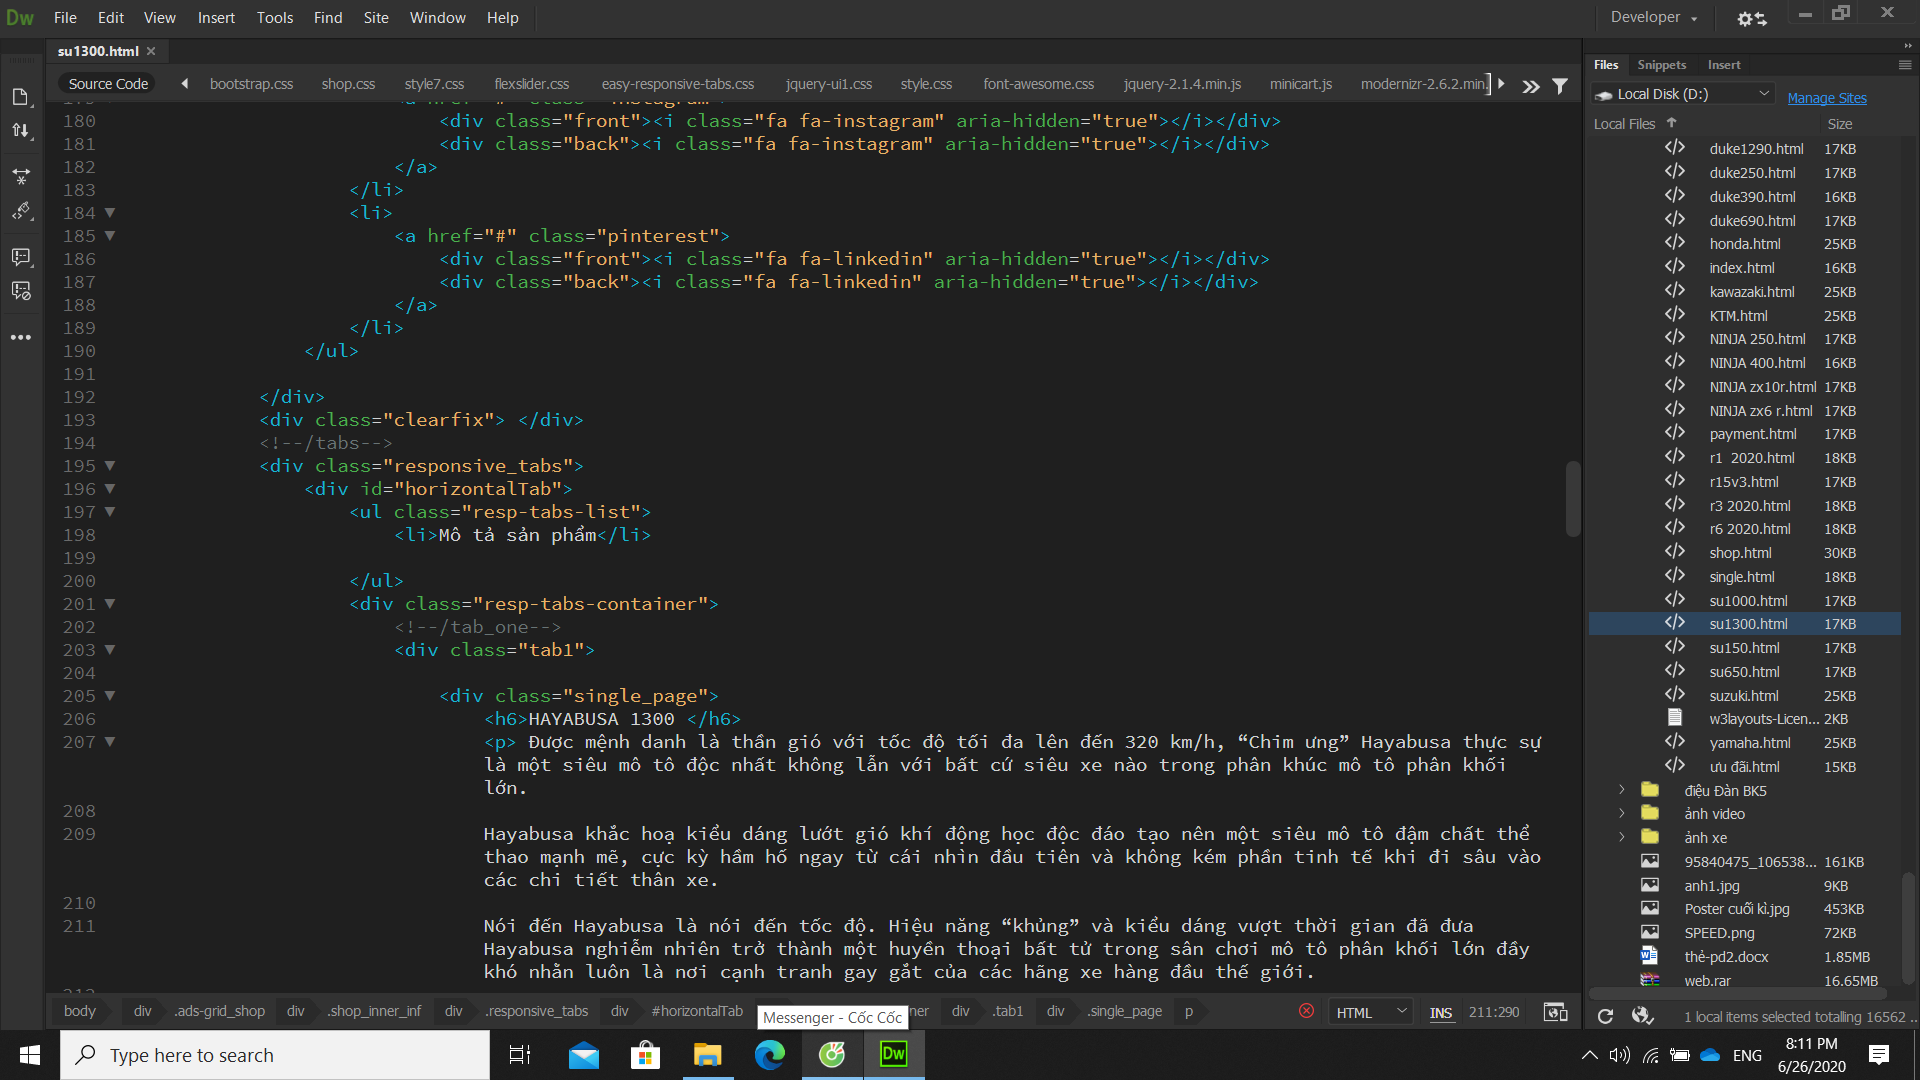 Dw File Edit View Insert Tools Find Site Window Help Developer
su1300.html
Source Code bootstrap.css shop.css style7.css flexslider.css easy-responsive-tabs.css jquery-ui1.css style.css font-awesome.css jquery-2.1.4.min.js minicart.js modernizr-2.6.2.min.
180 <div class="front"><i class="fa fa-instagram" aria-hidden="true"></i></div>
181 <div class="back"><i class="fa fa-instagram" aria-hidden="true"></i></div>
182 </a>
183 </li>
184 <li>
185 <a href="#" class="pinterest">
186 <div class="front"><i class="fa fa-linkedin" aria-hidden="true"></i></div>
187 <div class="back"><i class="fa fa-linkedin" aria-hidden="true"></i></div>
188 </a>
189 </li>
190 </ul>
191
192 </div>
193 <div class="clearfix"> </div>
194 <!--/tabs-->
195 <div class="responsive_tabs">
196 <div id="horizontalTab">
197 <ul class="resp-tabs-list">
198 <li>Mô tả sản phẩm</li>
199
200 </ul>
201 <div class="resp-tabs-container">
202 <!--/tab_one-->
203 <div class="tab1">
204
205 <div class="single_page">
206 <h6>HAYABUSA 1300 </h6>
207 <p> Được mệnh danh là thần gió với tốc độ tối đa lên đến 320 km/h, “Chim ưng” Hayabusa thực sự
là một siêu mô tô độc nhất không lẫn với bất cứ siêu xe nào trong phân khúc mô tô phân khối
lớn.
208
209 Hayabusa khắc hoạ kiểu dáng lướt gió khí động học độc đáo tạo nên một siêu mô tô đậm chất thể
thao mạnh mẽ, cực kỳ hầm hố ngay từ cái nhìn đầu tiên và không kém phần tinh tế khi đi sâu vào
các chi tiết thân xe.
210
211 Nói đến Hayabusa là nói đến tốc độ. Hiệu năng “khủng” và kiểu dáng vượt thời gian đã đưa
Hayabusa nghiễm nhiên trở thành một huyền thoại bất tử trong sân chơi mô tô phân khối lớn đầy
khó nhằn luôn là nơi cạnh tranh gay gắt của các hãng xe hàng đầu thế giới.
body div .ads-grid_shop div .shop_inner_inf div .responsive_tabs div #horizontalTab ner div .tab1 div .single_page p HTML INS 211:290
Messenger - Cốc Cốc
Files Snippets Insert
Local Disk (D:) Manage Sites
Local Files Size
duke1290.html 17KB
duke250.html 17KB
duke390.html 16KB
duke690.html 17KB
honda.html 25KB
index.html 16KB
kawazaki.html 25KB
KTM.html 25KB
NINJA 250.html 17KB
NINJA 400.html 16KB
NINJA zx10r.html 17KB
NINJA zx6 r.html 17KB
payment.html 17KB
r1 2020.html 18KB
r15v3.html 17KB
r3 2020.html 18KB
r6 2020.html 18KB
shop.html 30KB
single.html 18KB
su1000.html 17KB
su1300.html 17KB
su150.html 17KB
su650.html 17KB
suzuki.html 25KB
w3layouts-Licen... 2KB
yamaha.html 25KB
ưu đãi.html 15KB
điệu Đàn BK5
ảnh video
ảnh xe
95840475_106538... 161KB
anh1.jpg 9KB
Poster cuối kì.jpg 453KB
SPEED.png 72KB
thẻ-pd2.docx 1.85MB
web.rar 16.65MB
1 local items selected totalling 16562 ..
Type here to search
Dw
ENG
8:11 PM
6/26/2020